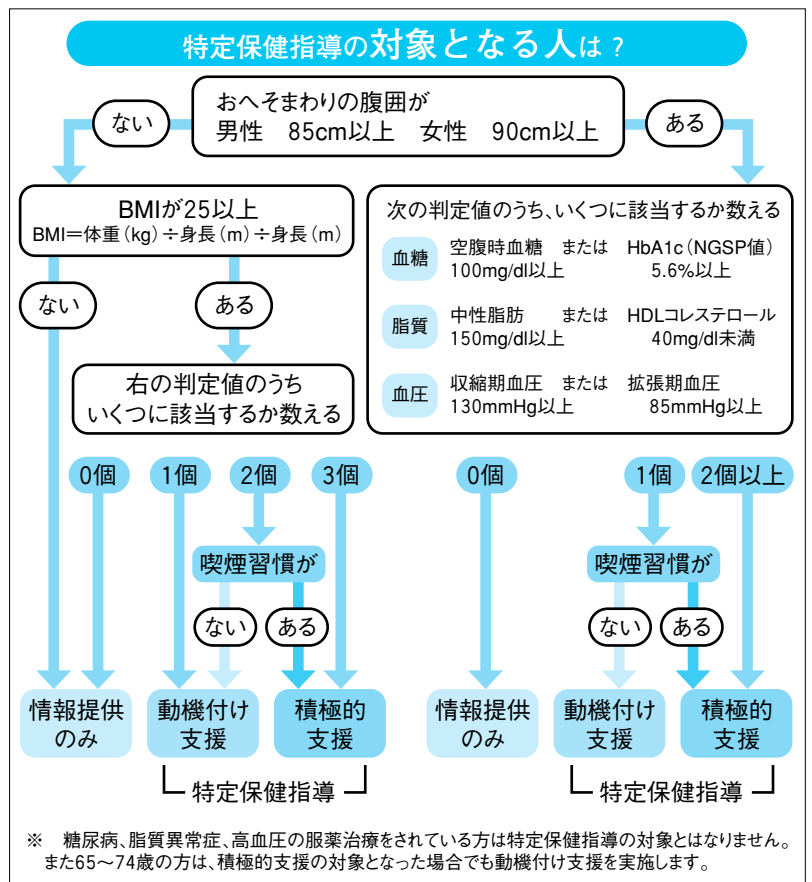 特定保健指導の対象となる人は?
おへそまわりの腹囲が
男性 85cm以上 女性 90cm以上
ない
ある
BMIが25以上
BMI=体重(kg)÷身長(m)÷身長(m)
ない
ある
右の判定値のうち
いくつに該当するか数える
次の判定値のうち、いくつに該当するか数える
血糖
空腹時血糖 または HbA1c(NGSP値)
100mg/dl以上 5.6%以上
脂質
中性脂肪 または HDLコレステロール
150mg/dl以上 40mg/dl未満
血圧
収縮期血圧 または 拡張期血圧
130mmHg以上 85mmHg以上
0個 1個 2個 3個
喫煙習慣が
ない ある
情報提供
のみ
動機付け
支援
積極的
支援
特定保健指導
0個 1個 2個以上
喫煙習慣が
ない ある
情報提供
のみ
動機付け
支援
積極的
支援
特定保健指導
※ 糖尿病、脂質異常症、高血圧の服薬治療をされている方は特定保健指導の対象とはなりません。
また65〜74歳の方は、積極的支援の対象となった場合でも動機付け支援を実施します。